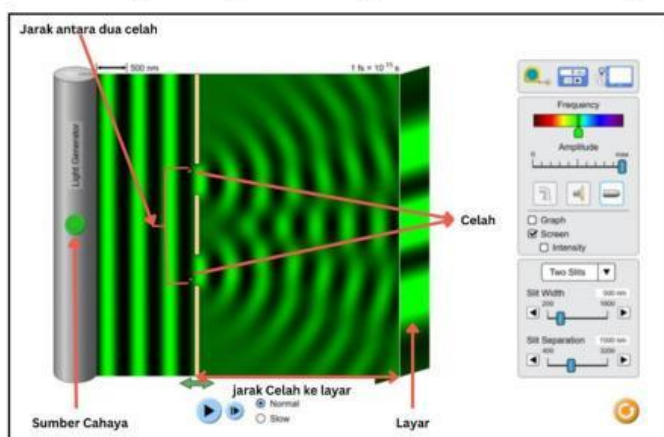 Jarak antara dua celah
500 nm
1 fs = 10⁻¹⁵ s
Light Generator
Celah
jarak Celah ke layar
Normal
Slow
Sumber Cahaya
Layar
Frequency
Amplitude
0
max
Graph
Screen
Intensity
Two Slits
Slit Width
500 nm
200
1600
Slit Separation
400
3200